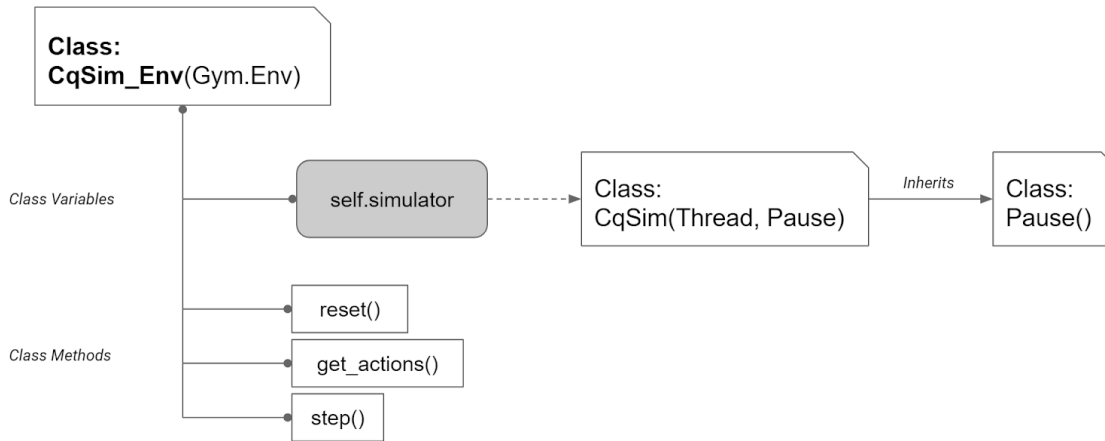 Class:
CqSim_Env(Gym.Env)
Class Variables
self.simulator
Class:
CqSim(Thread, Pause)
Inherits
Class:
Pause()
reset()
Class Methods
get_actions()
step()